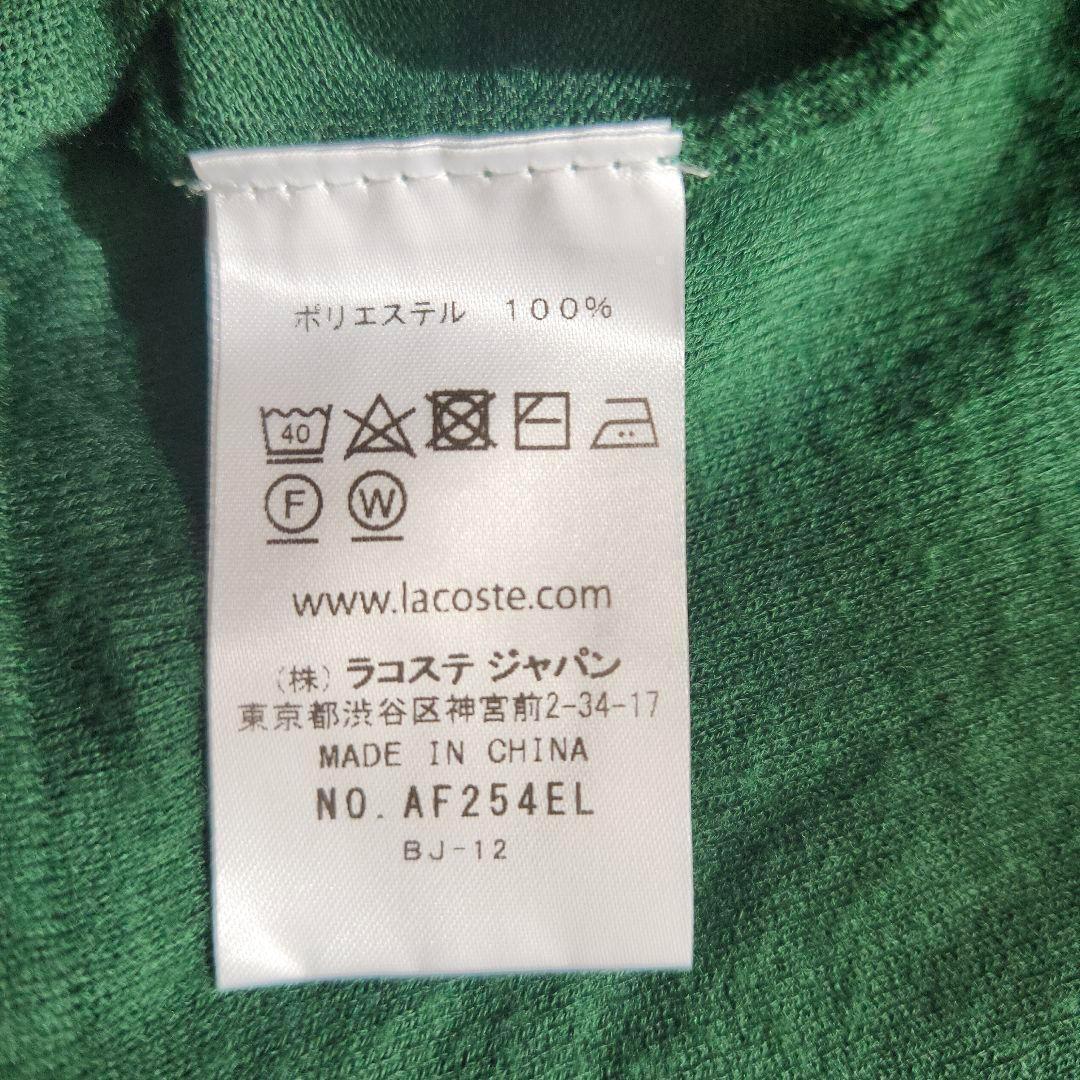 ポリエステル 100%
40
F W
www.lacoste.com
(株) ラコステ ジャパン
東京都渋谷区神宮前2-34-17
MADE IN CHINA
NO. AF254EL
BJ-12